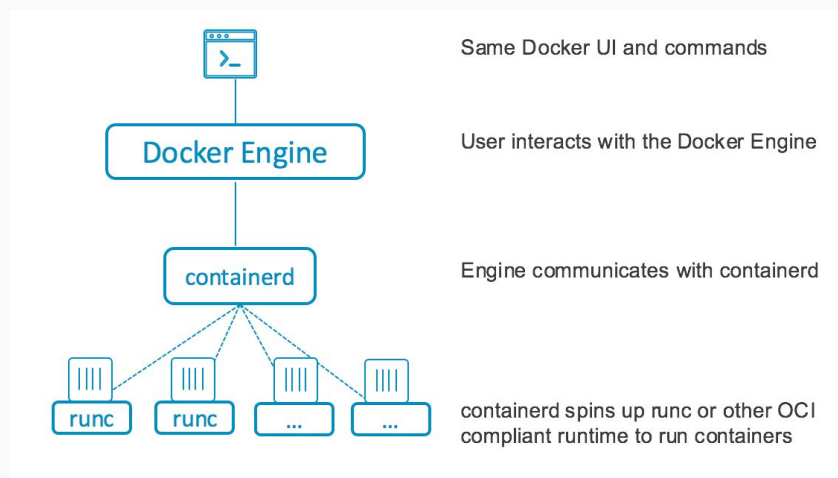 >_
Same Docker UI and commands
Docker Engine
User interacts with the Docker Engine
containerd
Engine communicates with containerd
runc
runc
...
...
containerd spins up runc or other OCI
compliant runtime to run containers